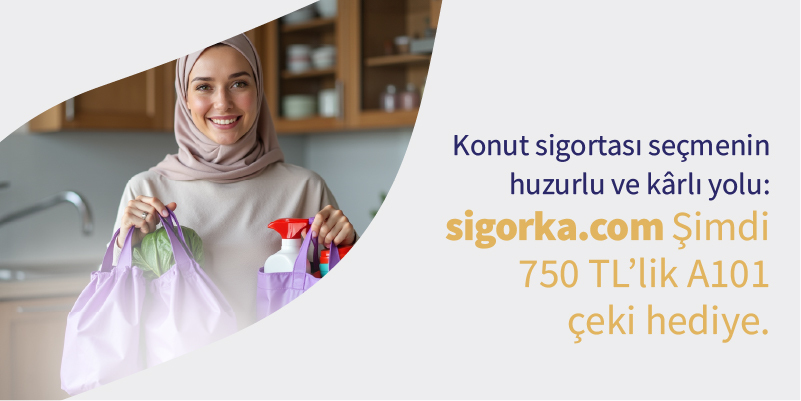 Konut sigortası seçmenin
huzurlu ve kârlı yolu:
sigorka.com Şimdi
750 TL’lik A101
çeki hediye.